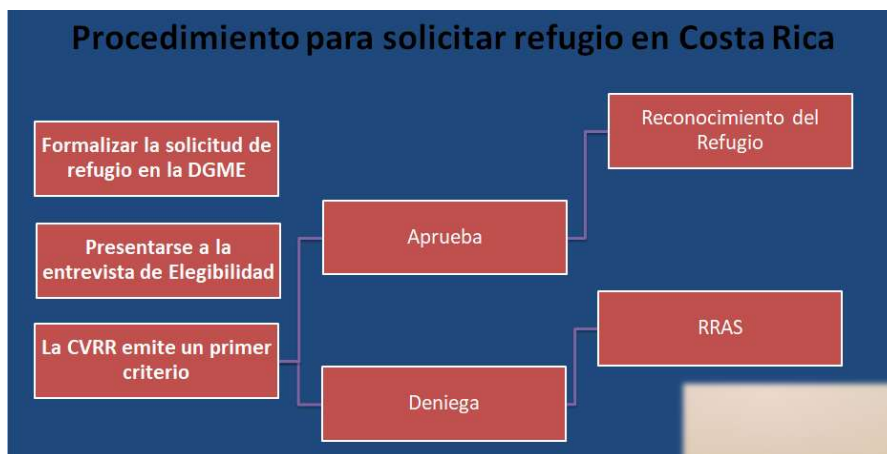 Procedimiento para solicitar refugio en Costa Rica
Formalizar la solicitud de
refugio en la DGME
Presentarse a la
entrevista de Elegibilidad
La CVRR emite un primer
criterio
Aprueba
Deniega
Reconocimiento del
Refugio
RRAS